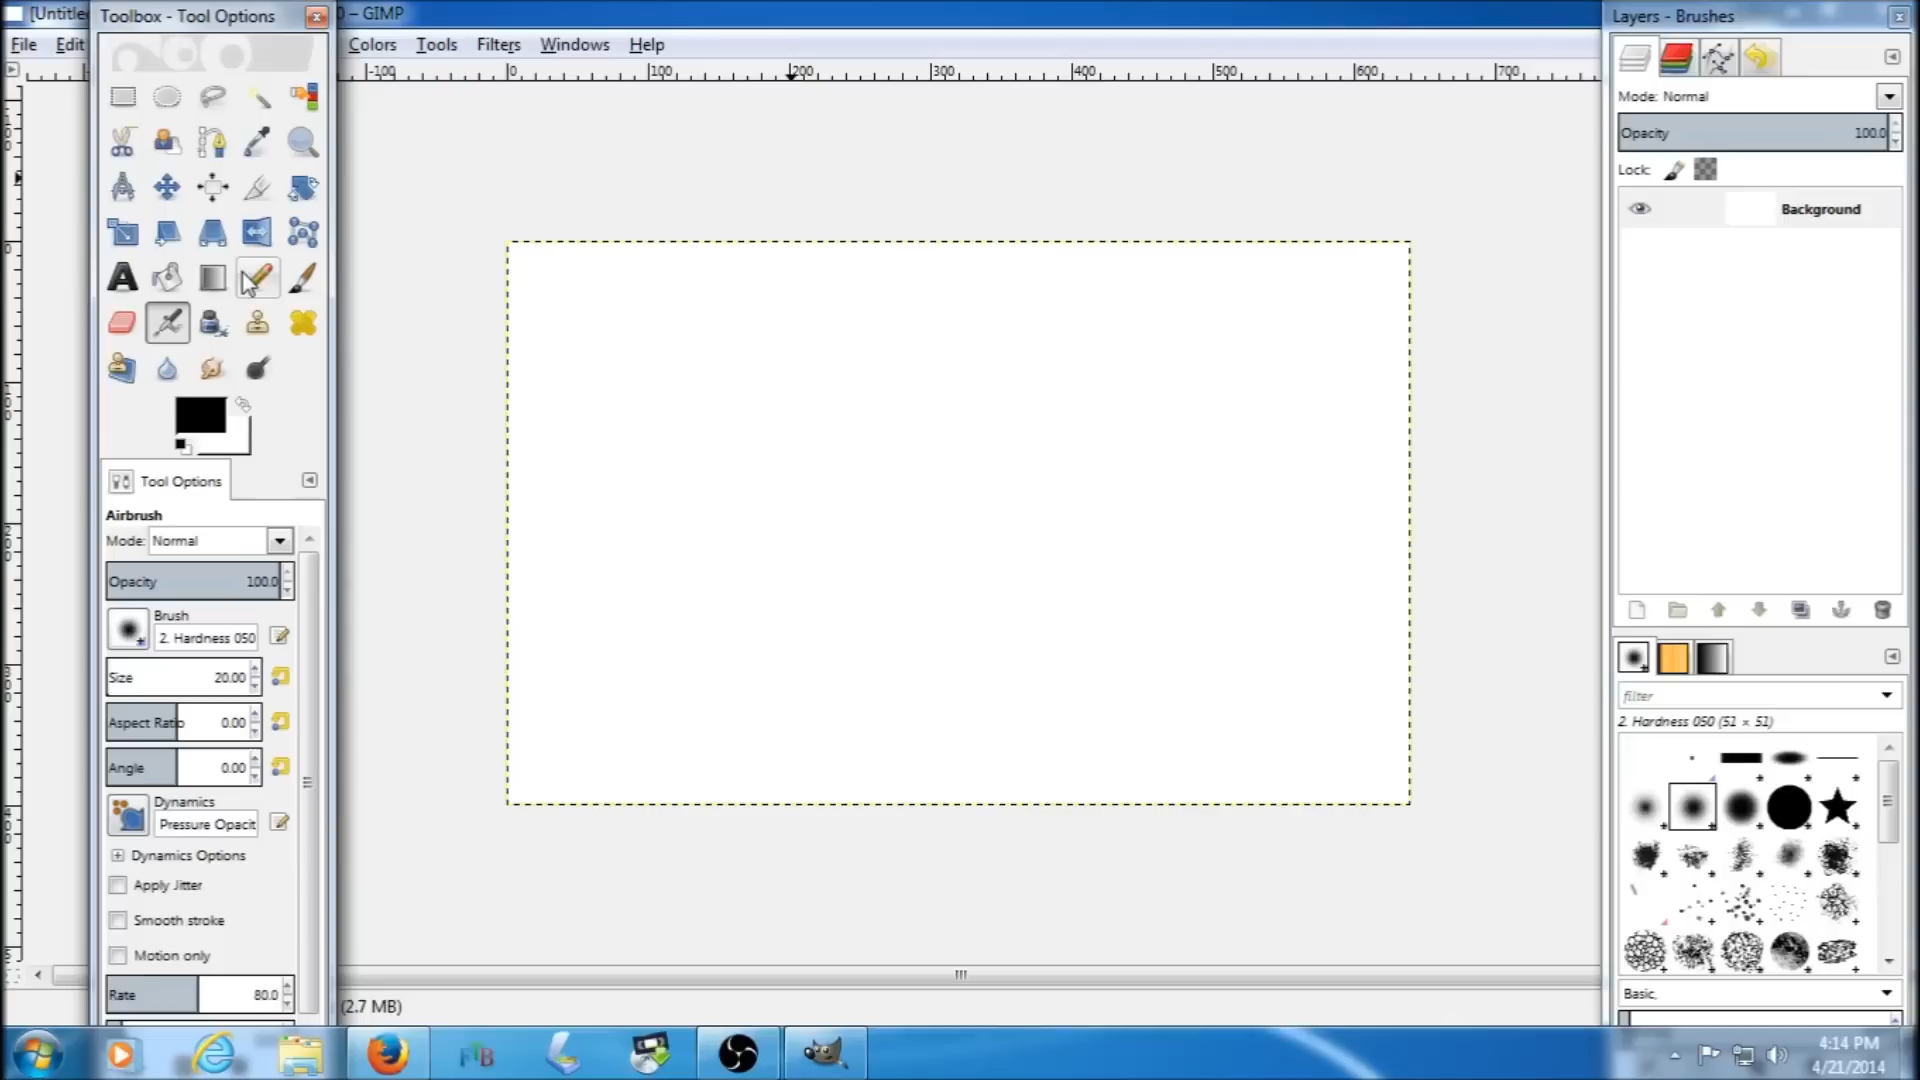 [Untitle
Toolbox - Tool Options
0 – GIMP
Layers - Brushes
File Edit Colors Tools Filters Windows Help
-100 0 100 200 300 400 500 600 700
Mode: Normal
Opacity 100.0
Lock:
Background
Tool Options
Airbrush
Mode: Normal
Opacity 100.0
Brush
2. Hardness 050
Size 20.00
Aspect Ratio 0.00
Angle 0.00
Dynamics
Pressure Opacit
Dynamics Options
Apply Jitter
Smooth stroke
Motion only
Rate 80.0
filter
2. Hardness 050 (51 × 51)
Basic,
(2.7 MB)
4:14 PM
4/21/2014